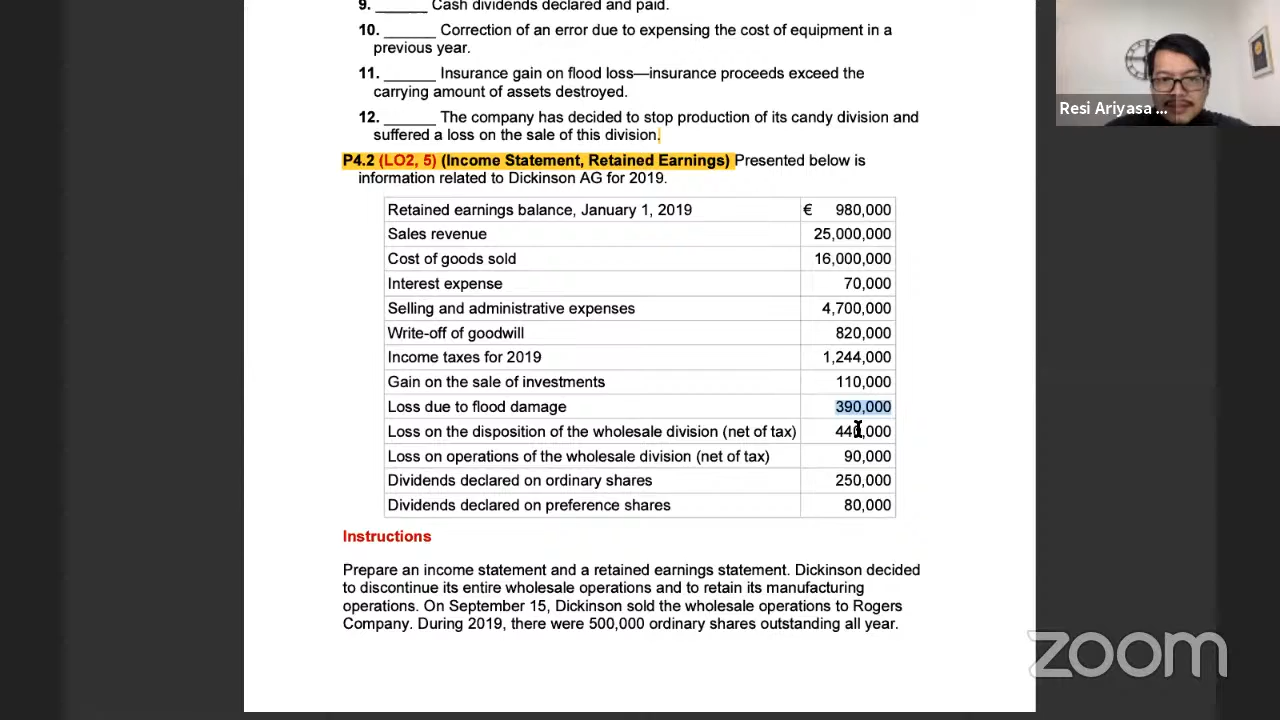 9. ______ Cash dividends declared and paid.
10. ______ Correction of an error due to expensing the cost of equipment in a
previous year.
11. ______ Insurance gain on flood loss—insurance proceeds exceed the
carrying amount of assets destroyed.
12. ______ The company has decided to stop production of its candy division and
suffered a loss on the sale of this division.
P4.2 (LO2, 5) (Income Statement, Retained Earnings) Presented below is
information related to Dickinson AG for 2019.
Retained earnings balance, January 1, 2019 € 980,000
Sales revenue 25,000,000
Cost of goods sold 16,000,000
Interest expense 70,000
Selling and administrative expenses 4,700,000
Write-off of goodwill 820,000
Income taxes for 2019 1,244,000
Gain on the sale of investments 110,000
Loss due to flood damage 390,000
Loss on the disposition of the wholesale division (net of tax) 440,000
Loss on operations of the wholesale division (net of tax) 90,000
Dividends declared on ordinary shares 250,000
Dividends declared on preference shares 80,000
Instructions
Prepare an income statement and a retained earnings statement. Dickinson decided
to discontinue its entire wholesale operations and to retain its manufacturing
operations. On September 15, Dickinson sold the wholesale operations to Rogers
Company. During 2019, there were 500,000 ordinary shares outstanding all year.
Resi Ariyasa ...
zoom